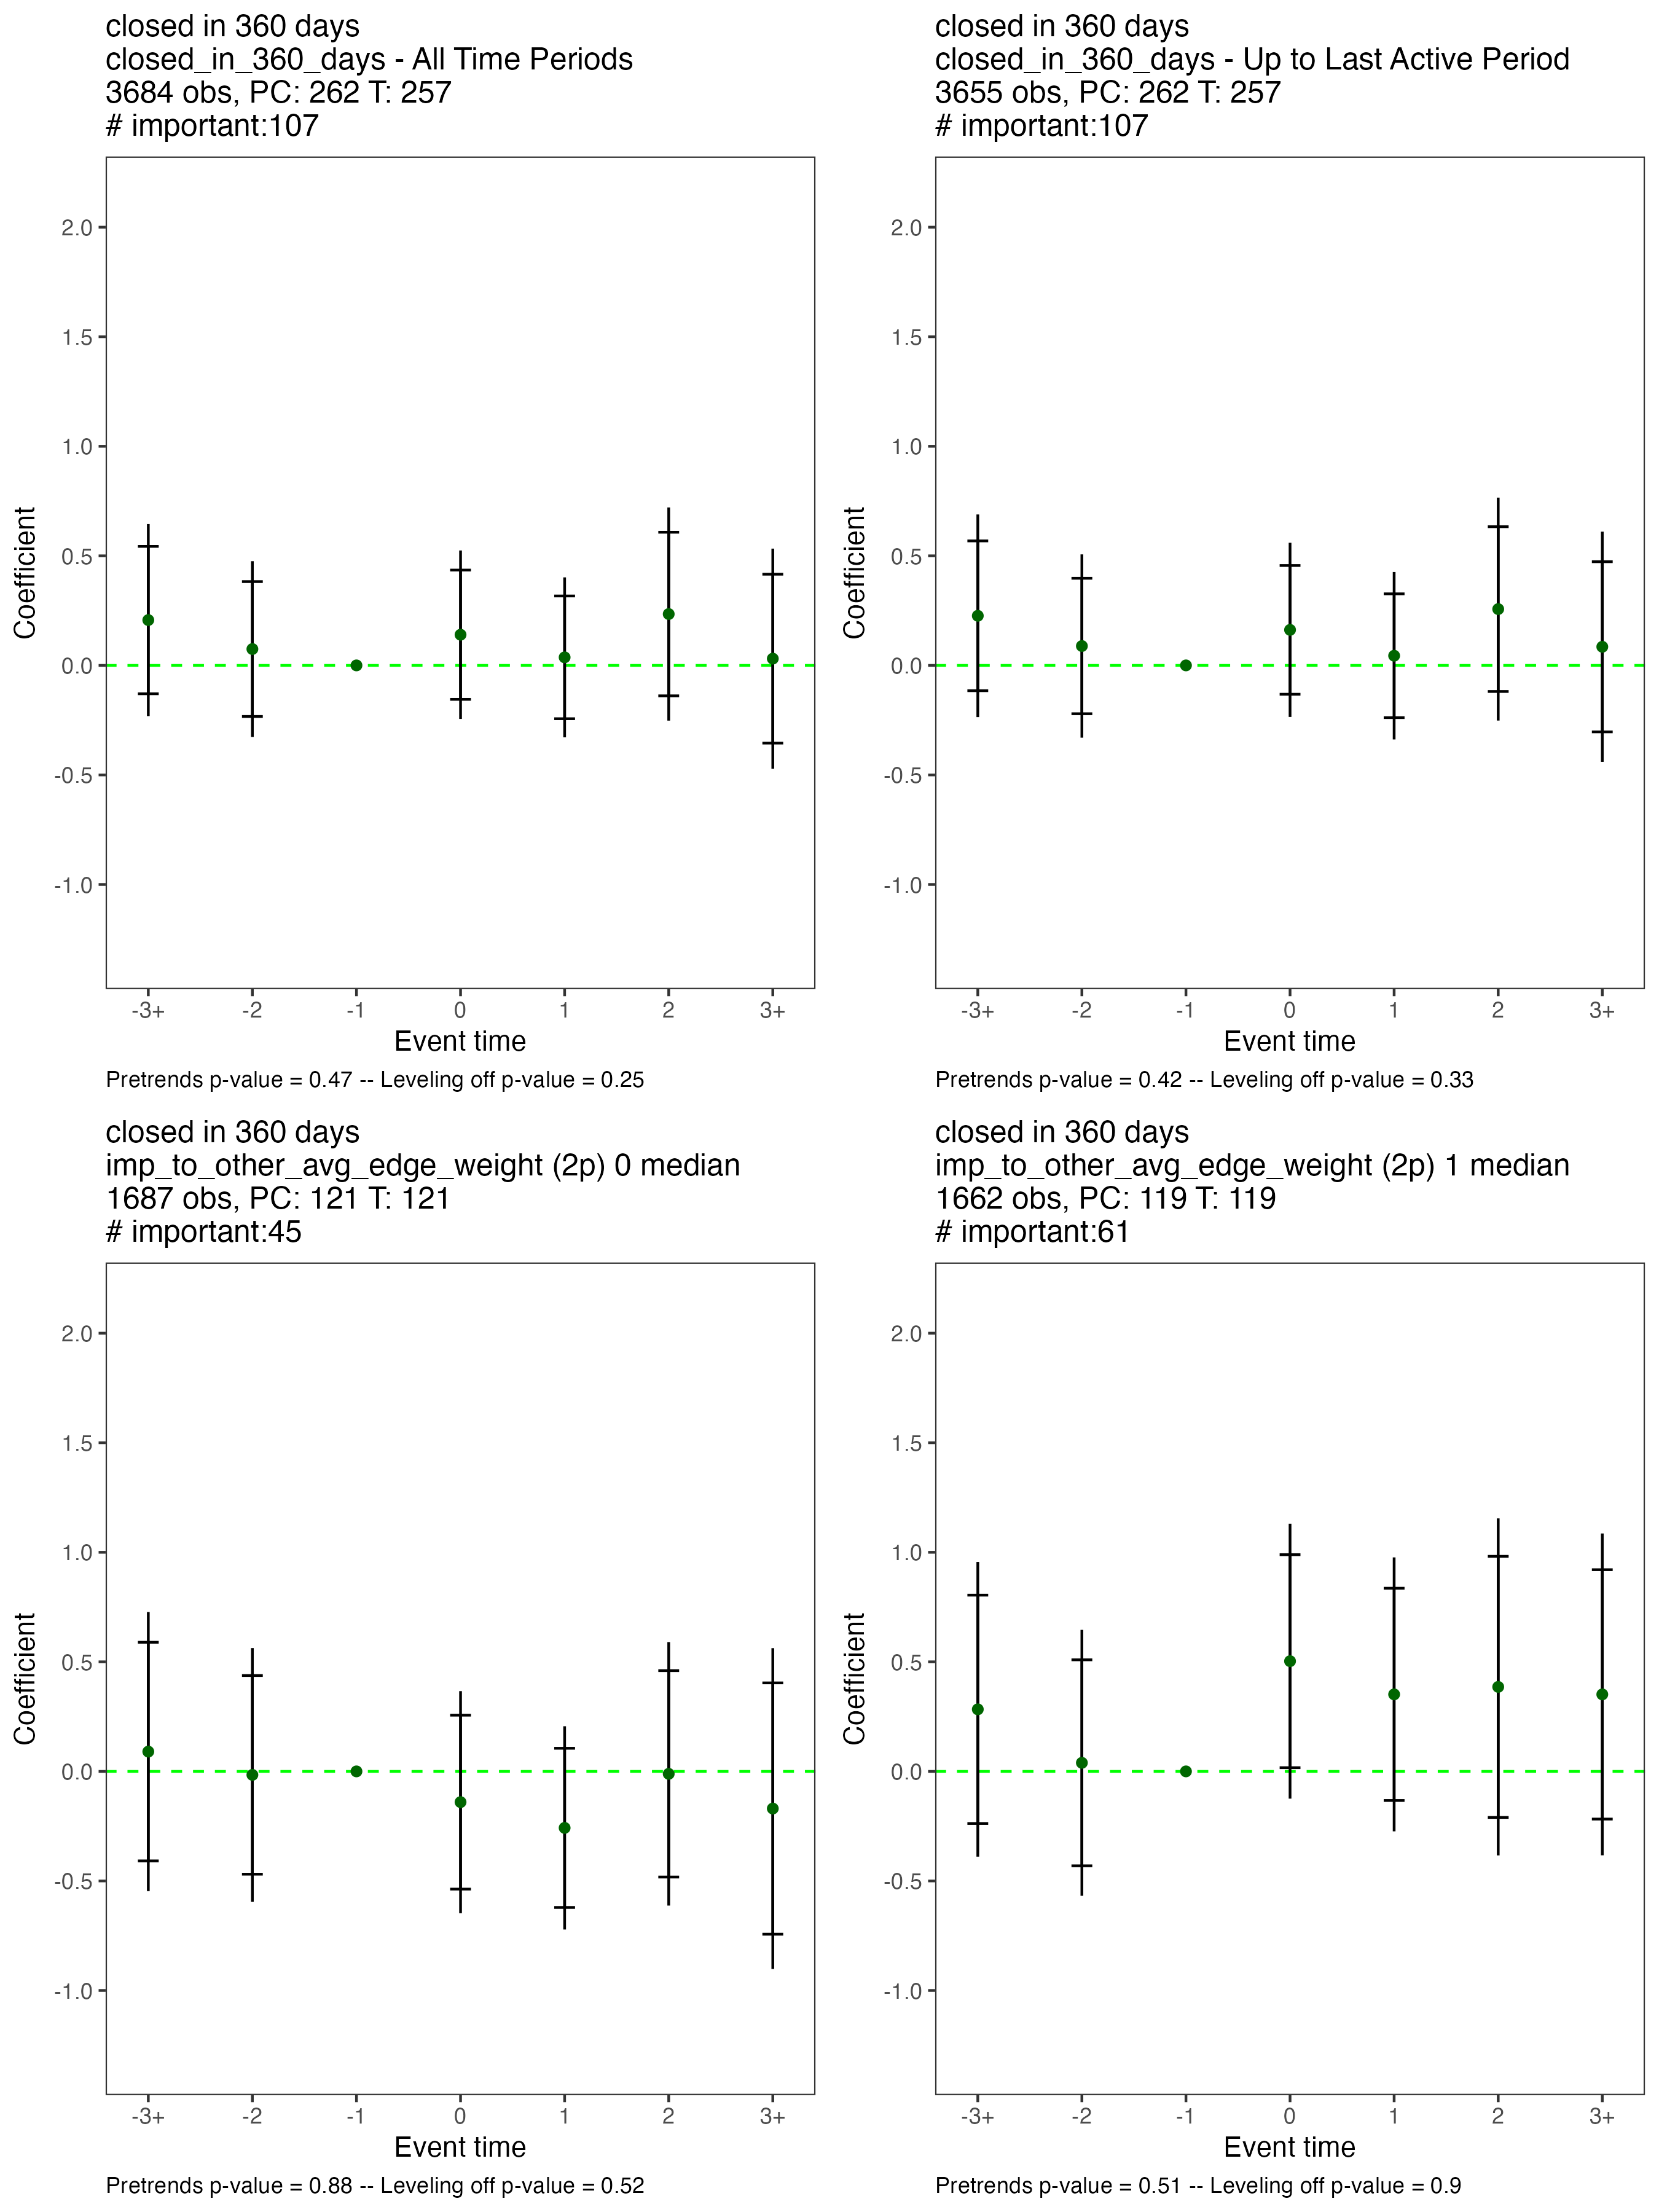 closed in 360 days
closed_in_360_days - All Time Periods
3684 obs, PC: 262 T: 257
# important:107
Coefficient
2.0
1.5
1.0
0.5
0.0
-0.5
-1.0
-3+ -2 -1 0 1 2 3+
Event time
Pretrends p-value = 0.47 -- Leveling off p-value = 0.25
closed in 360 days
closed_in_360_days - Up to Last Active Period
3655 obs, PC: 262 T: 257
# important:107
Coefficient
2.0
1.5
1.0
0.5
0.0
-0.5
-1.0
-3+ -2 -1 0 1 2 3+
Event time
Pretrends p-value = 0.42 -- Leveling off p-value = 0.33
closed in 360 days
imp_to_other_avg_edge_weight (2p) 0 median
1687 obs, PC: 121 T: 121
# important:45
Coefficient
2.0
1.5
1.0
0.5
0.0
-0.5
-1.0
-3+ -2 -1 0 1 2 3+
Event time
Pretrends p-value = 0.88 -- Leveling off p-value = 0.52
closed in 360 days
imp_to_other_avg_edge_weight (2p) 1 median
1662 obs, PC: 119 T: 119
# important:61
Coefficient
2.0
1.5
1.0
0.5
0.0
-0.5
-1.0
-3+ -2 -1 0 1 2 3+
Event time
Pretrends p-value = 0.51 -- Leveling off p-value = 0.9